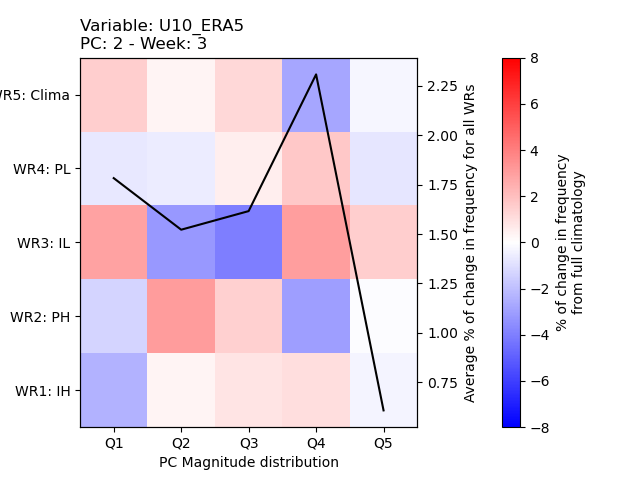 Variable: U10_ERA5
PC: 2 - Week: 3
WR5: Clima
WR4: PL
WR3: IL
WR2: PH
WR1: IH
Q1 Q2 Q3 Q4 Q5
PC Magnitude distribution
2.25
2.00
1.75
1.50
1.25
1.00
0.75
Average % of change in frequency for all WRs
8
6
4
2
0
−2
−4
−6
−8
% of change in frequency
from full climatology